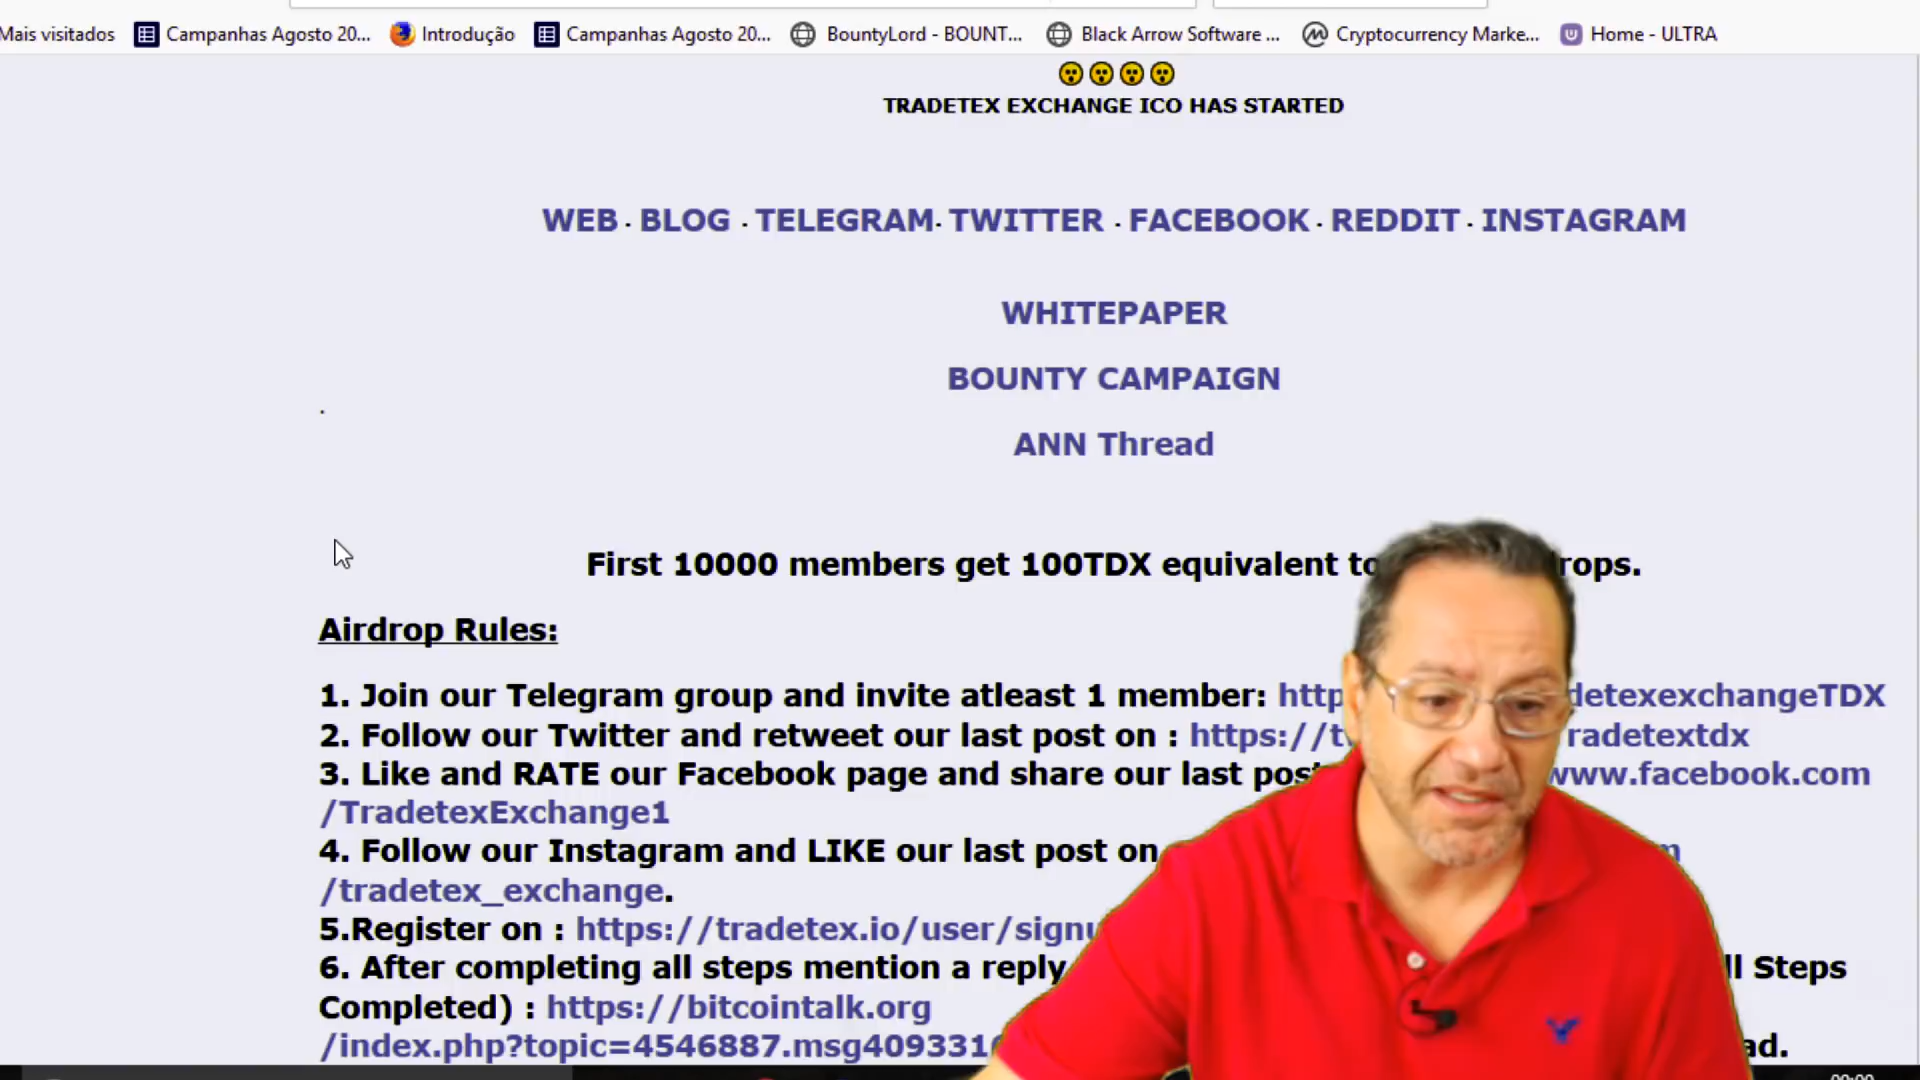 Mais visitados Campanhas Agosto 20... Introdução Campanhas Agosto 20... BountyLord - BOUNT... Black Arrow Software ... Cryptocurrency Marke... Home - ULTRA
TRADETEX EXCHANGE ICO HAS STARTED
WEB · BLOG · TELEGRAM· TWITTER · FACEBOOK · REDDIT · INSTAGRAM
WHITEPAPER
BOUNTY CAMPAIGN
ANN Thread
First 10000 members get 100TDX equivalent to rops.
Airdrop Rules:
1. Join our Telegram group and invite atleast 1 member: http detexexchangeTDX
2. Follow our Twitter and retweet our last post on : https://t radetextdx
3. Like and RATE our Facebook page and share our last post www.facebook.com
/TradetexExchange1
4. Follow our Instagram and LIKE our last post on m
/tradetex_exchange.
5.Register on : https://tradetex.io/user/signu
6. After completing all steps mention a reply ll Steps
Completed) : https://bitcointalk.org
/index.php?topic=4546887.msg409331 ad.